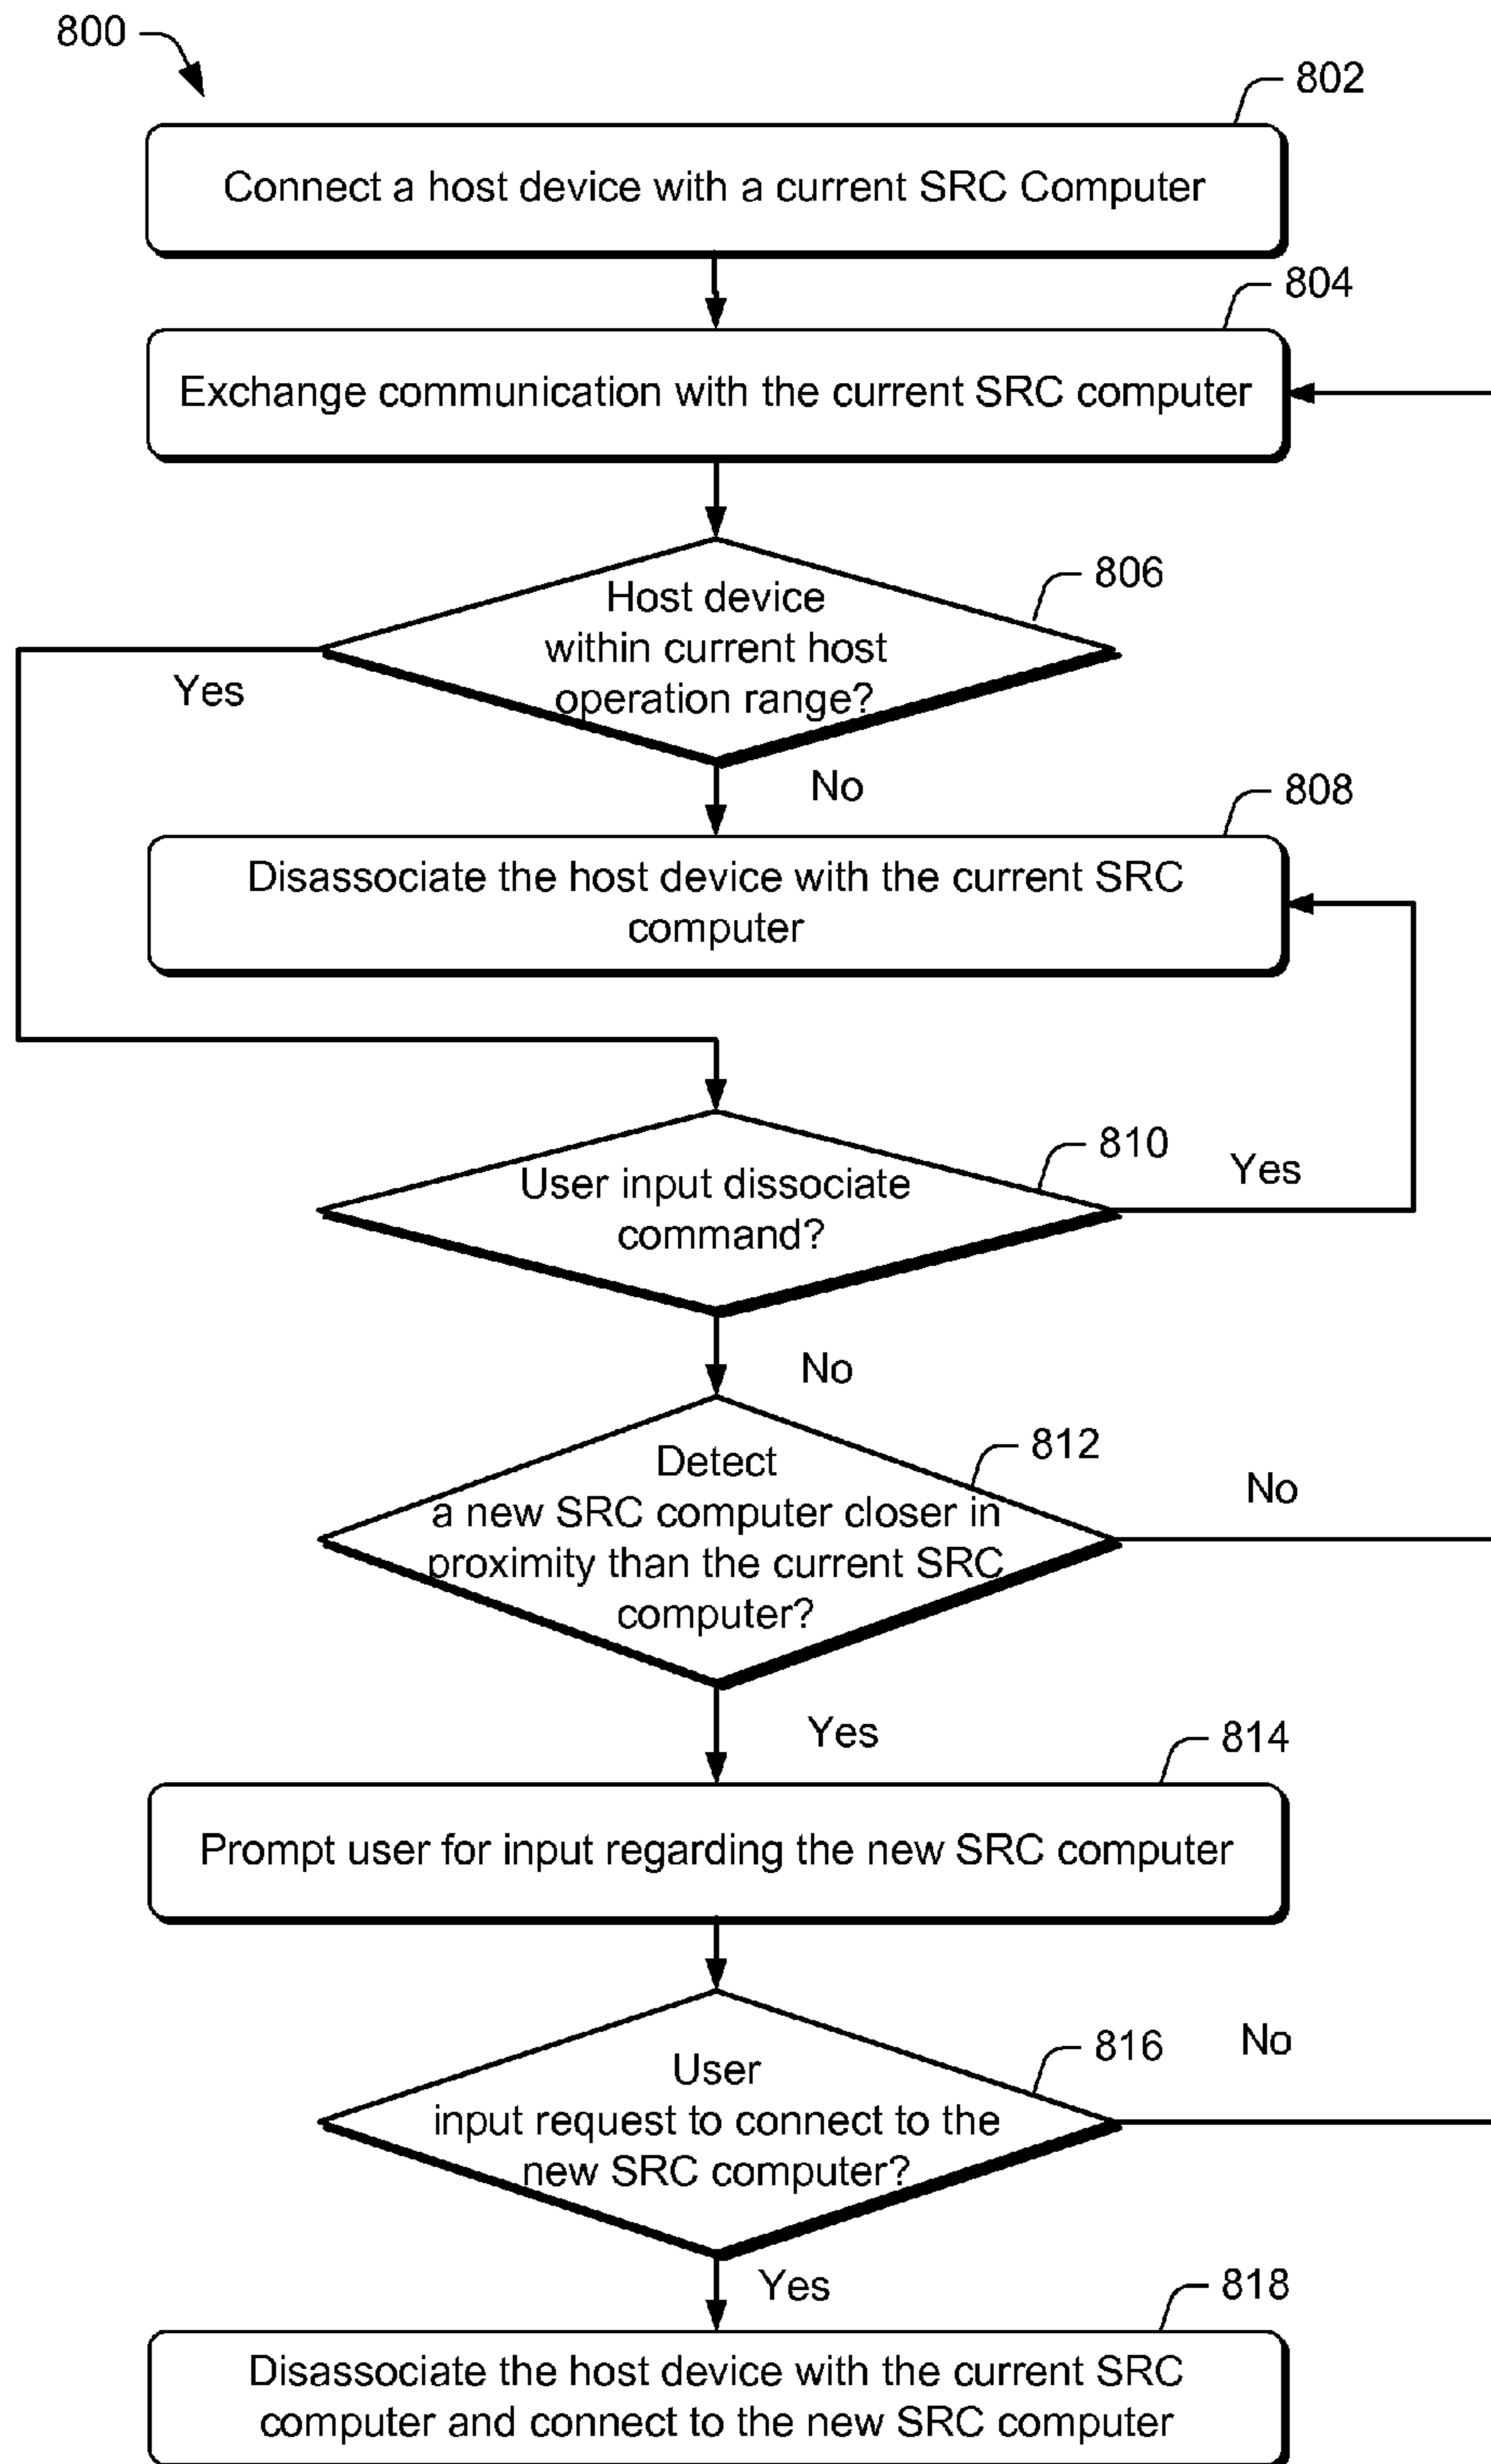 800
802
Connect a host device with a current SRC Computer
804
Exchange communication with the current SRC computer
806
Host device
within current host
operation range?
Yes
No
808
Disassociate the host device with the current SRC
computer
810
User input dissociate
command?
Yes
No
812
Detect
a new SRC computer closer in
proximity than the current SRC
computer?
No
Yes
814
Prompt user for input regarding the new SRC computer
816
User
input request to connect to the
new SRC computer?
No
Yes
818
Disassociate the host device with the current SRC
computer and connect to the new SRC computer